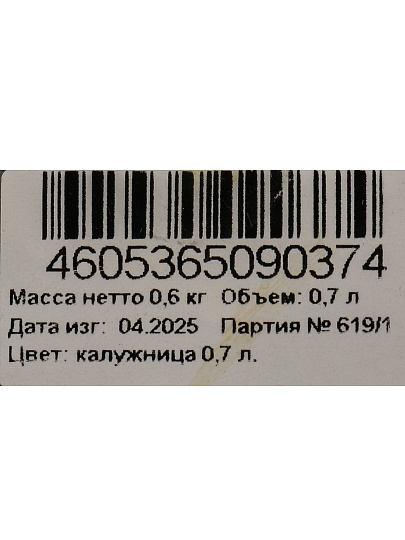 4605365090374
Масса нетто 0,6 кг Объем: 0,7 л
Дата изг: 04.2025 Партия № 619/1
Цвет: калужница 0,7 л.